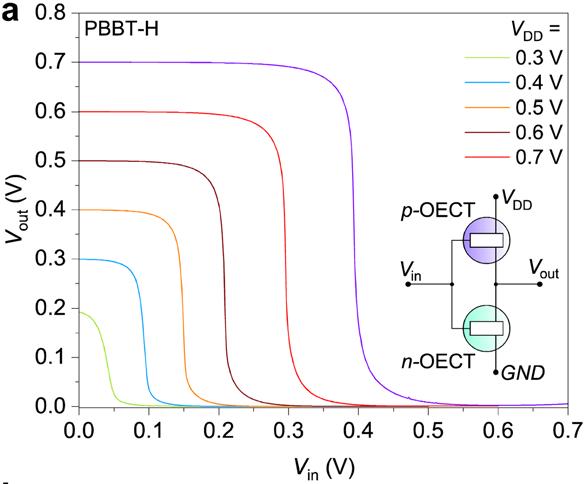 a
PBBT-H
V_DD =
0.3 V
0.4 V
0.5 V
0.6 V
0.7 V
0.8
0.7
0.6
0.5
0.4
0.3
0.2
0.1
0.0
V_out (V)
p-OECT
V_DD
V_in
V_out
n-OECT
GND
0.0 0.1 0.2 0.3 0.4 0.5 0.6 0.7
V_in (V)